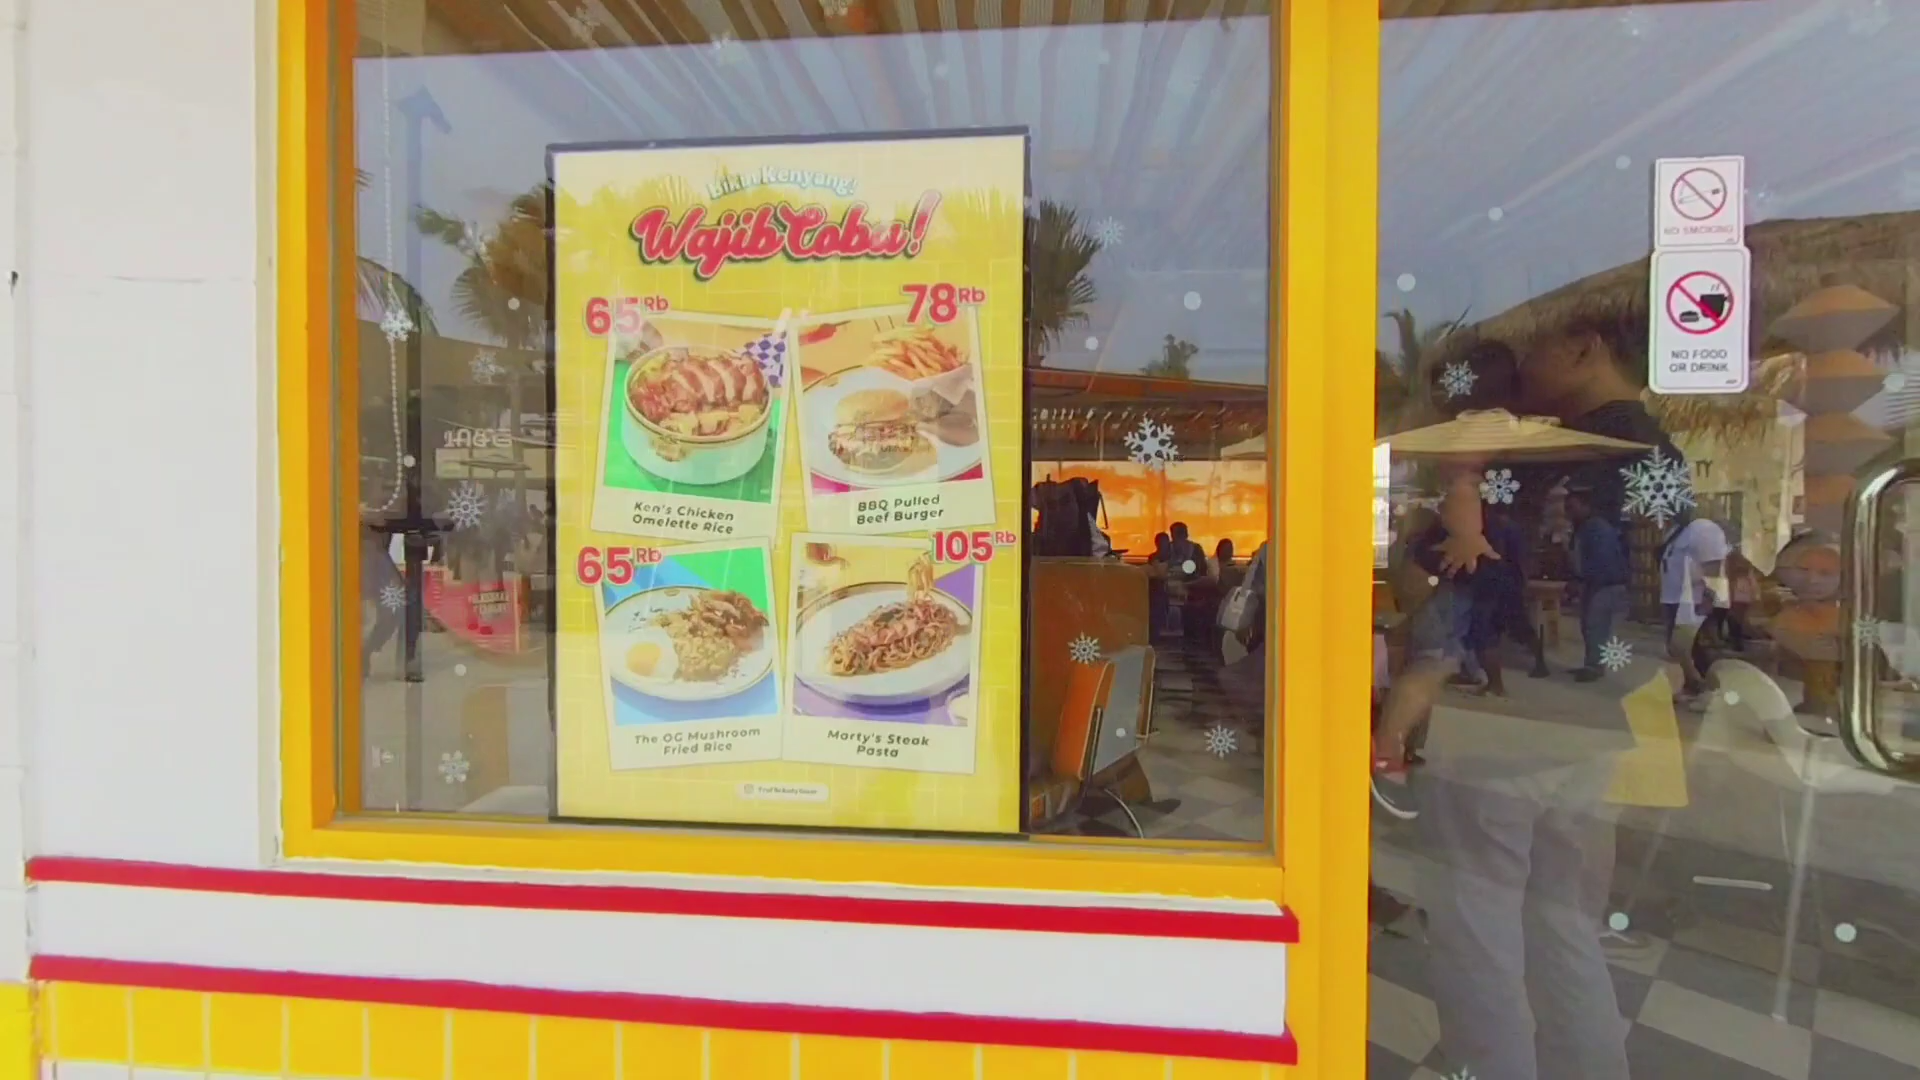 Bikin Kenyang!
Wajib Coba!
65Rb
78Rb
Ken's Chicken
Omelette Rice
BBQ Pulled
Beef Burger
65Rb
105Rb
The OG Mushroom
Fried Rice
Marty's Steak
Pasta
NO SMOKING
NO FOOD
OR DRINK